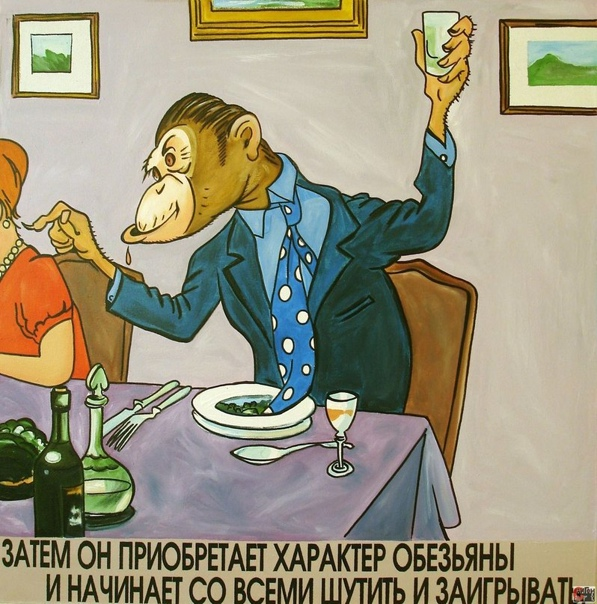 ЗАТЕМ ОН ПРИОБРЕТАЕТ ХАРАКТЕР ОБЕЗЬЯНЫ
И НАЧИНАЕТ СО ВСЕМИ ШУТИТЬ И ЗАИГРЫВАТЬ